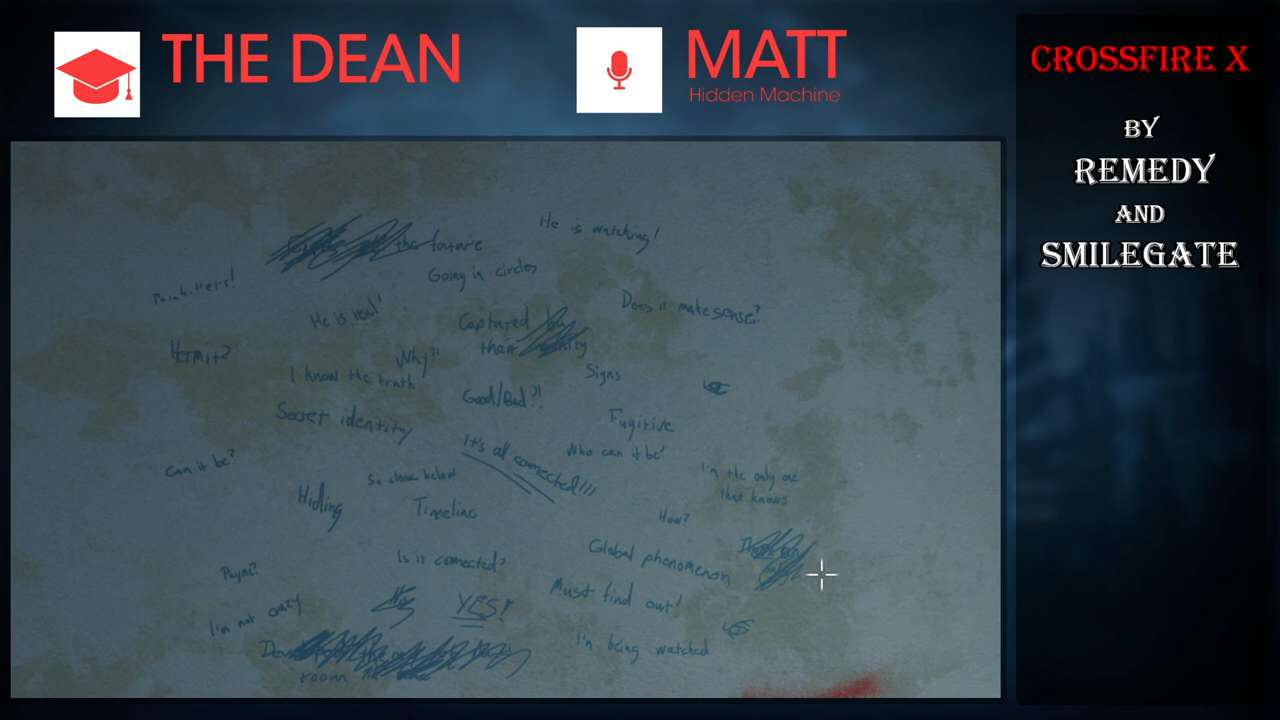 THE DEAN
MATT
Hidden Machine
CROSSFIRE X
BY
REMEDY
AND
SMILEGATE
He is watching!
the future
Going in circles
Painkillers!
He is real!
Does it make sense?
Captured by
their
Hermit?
Why?!
I know the truth
Signs
Good/Bad?!
Secret identity
Fugitive
It's all connected!!!
Who can it be?
Can it be?
So close below
I'm the only one
that knows
Hiding
Timeline
How?
Is it connected?
Global phenomenon
Payne?
Must find out!
YES!
I'm not crazy
I'm being watched
room